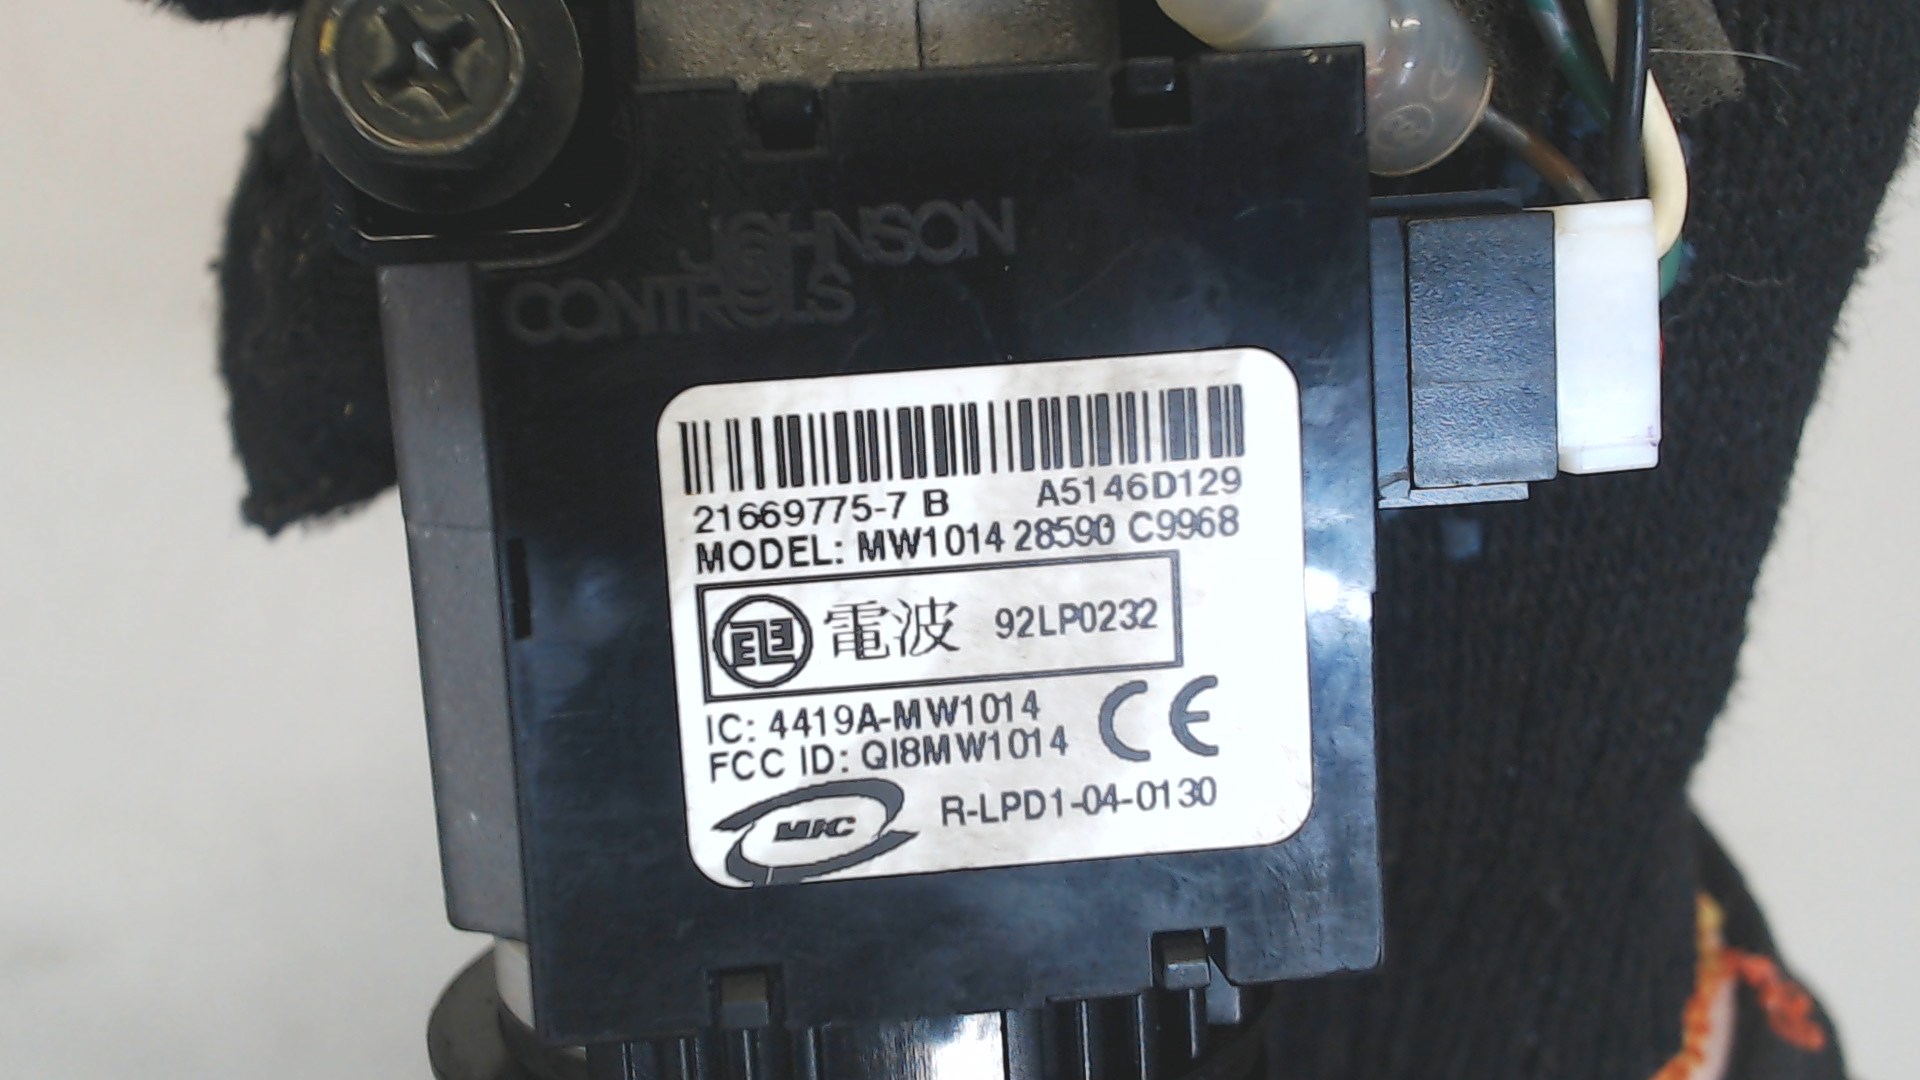 JOHNSON
CONTROLS
21669775-7 B A5146D129
MODEL: MW1014 28590 C9968
電波 92LP0232
IC: 4419A-MW1014
FCC ID: QI8MW1014
CE
MIC R-LPD1-04-0130